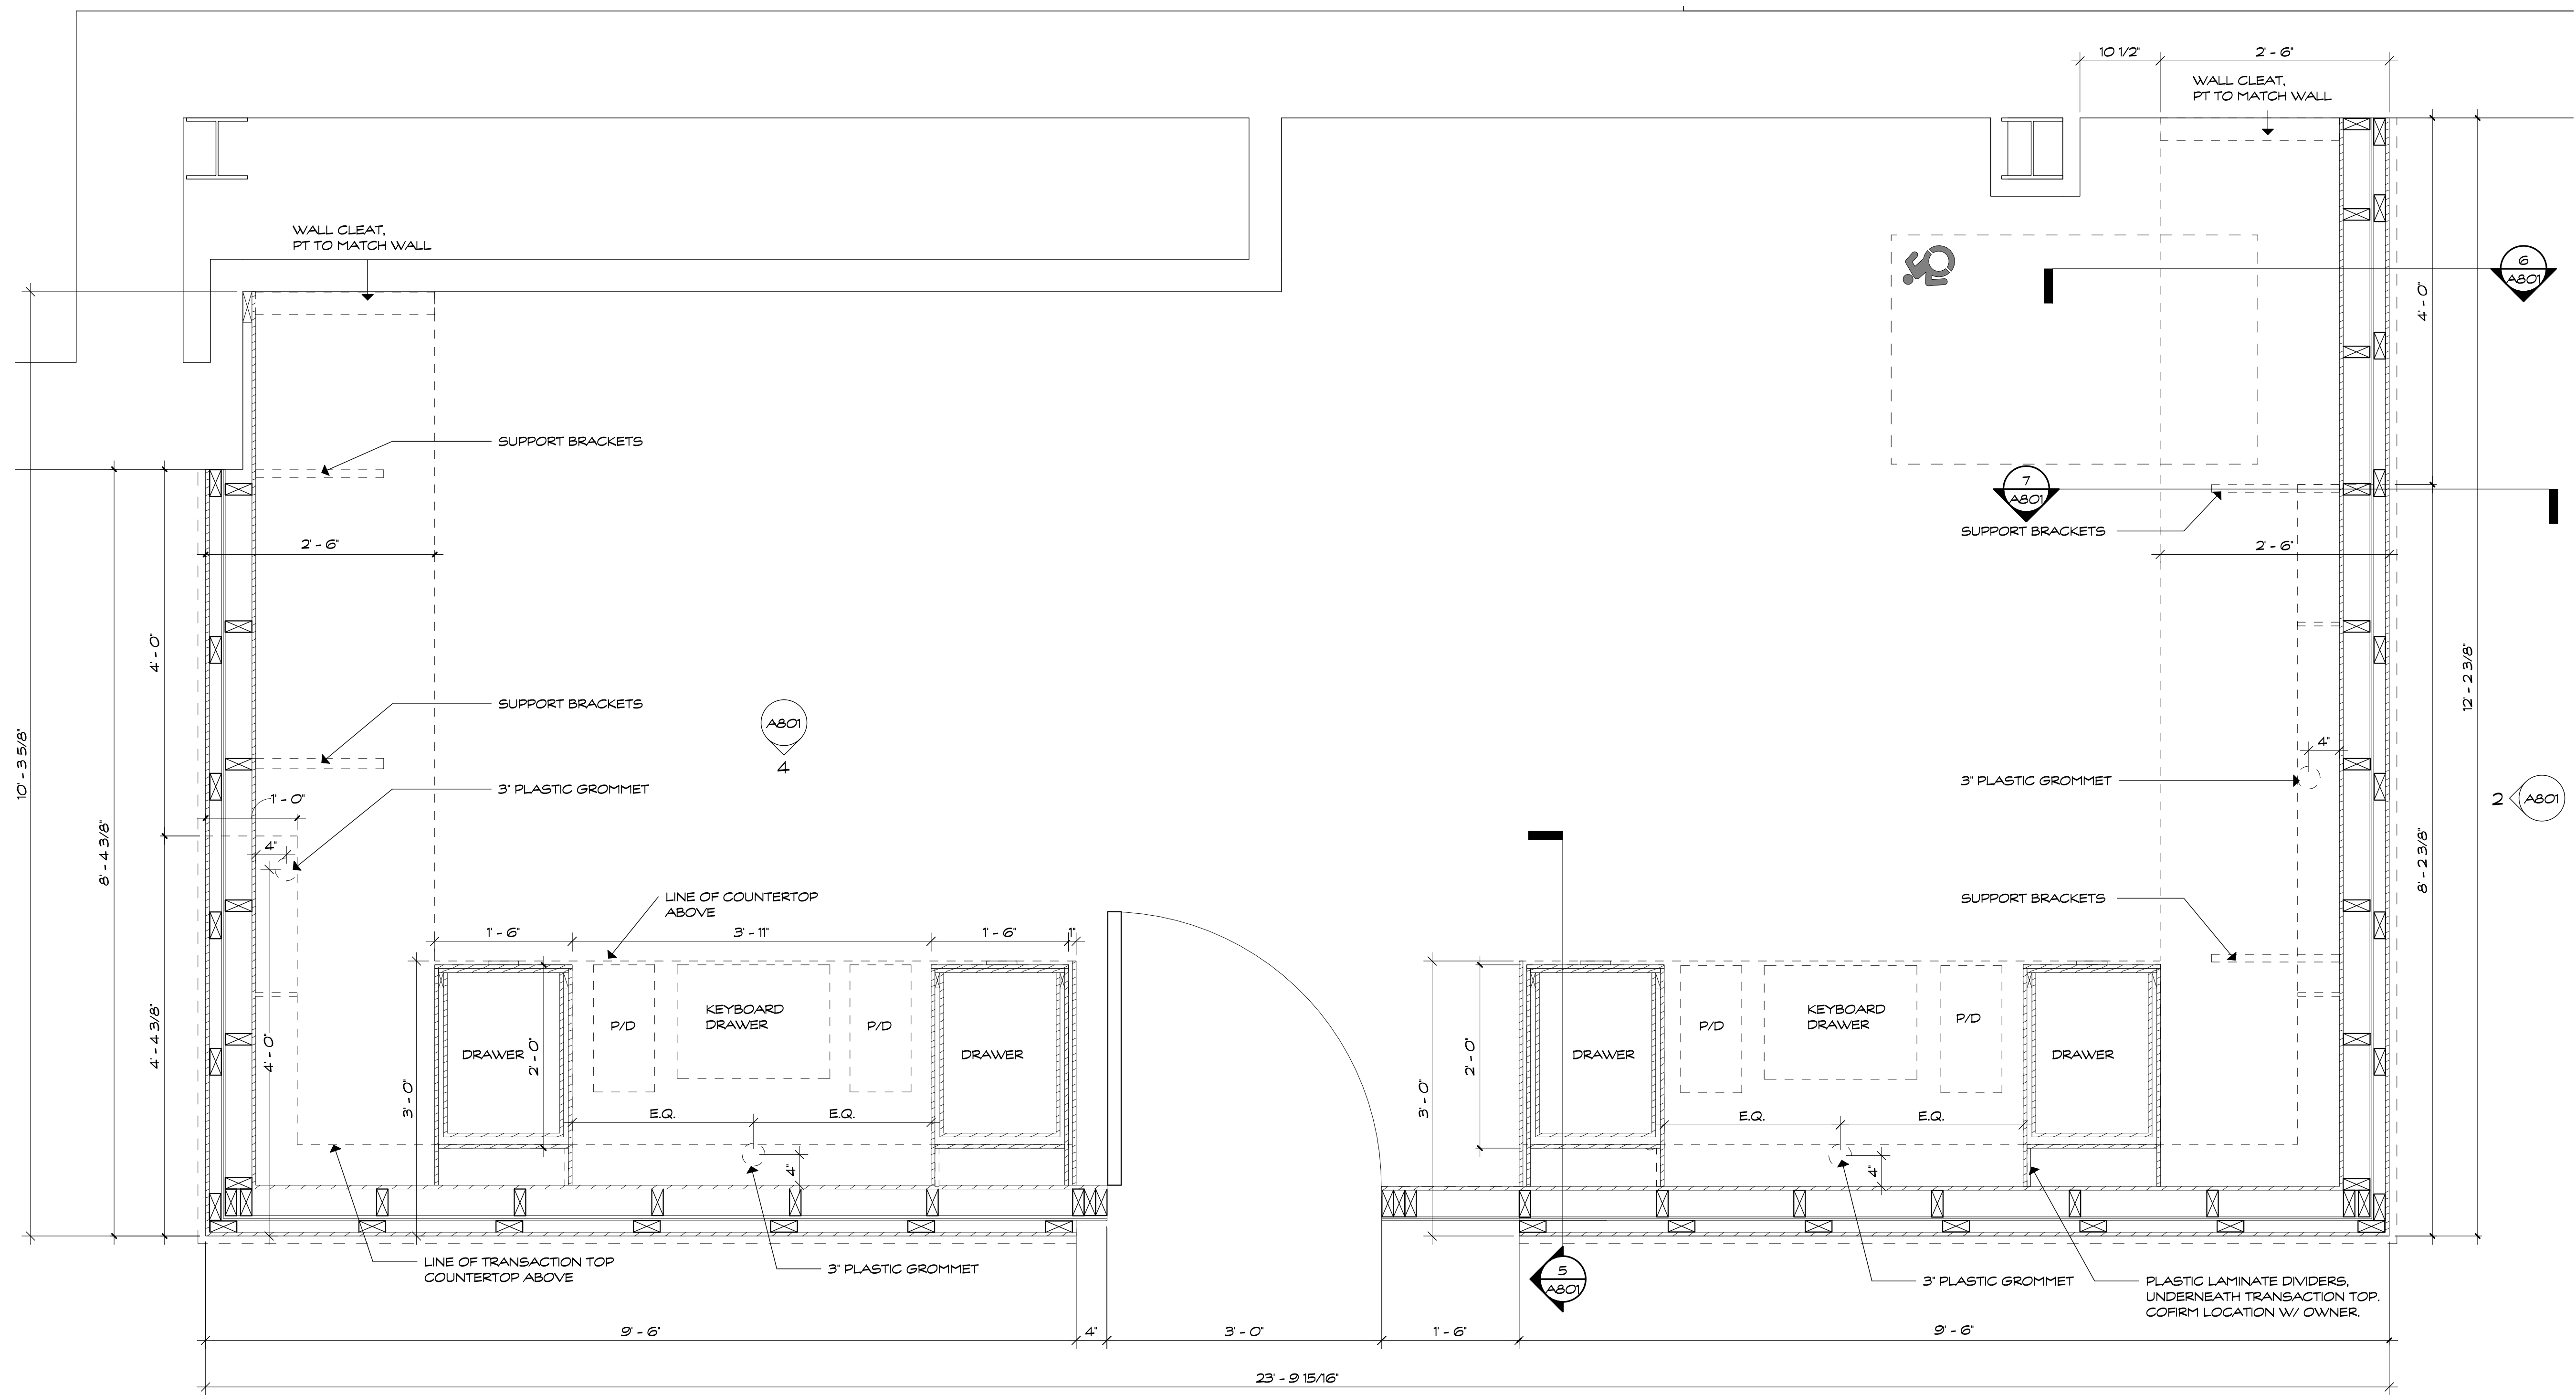 10 1/2"
2' - 6"
WALL CLEAT,
PT TO MATCH WALL
WALL CLEAT,
PT TO MATCH WALL
6
A801
4' - 0"
SUPPORT BRACKETS
7
A801
SUPPORT BRACKETS
2' - 6"
2' - 6"
4' - 0"
12' - 2 3/8"
SUPPORT BRACKETS
A801
4
10' - 3 5/8"
4"
3" PLASTIC GROMMET
3" PLASTIC GROMMET
2
A801
1' - 0"
4"
8' - 4 3/8"
8' - 2 3/8"
LINE OF COUNTERTOP
ABOVE
SUPPORT BRACKETS
1' - 6"
3' - 11"
1' - 6"
1"
KEYBOARD
DRAWER
KEYBOARD
DRAWER
P/D
P/D
P/D
P/D
4' - 4 3/8"
4' - 0"
DRAWER
2' - 0"
DRAWER
2' - 0"
DRAWER
DRAWER
3' - 0"
3' - 0"
E.Q.
E.Q.
E.Q.
E.Q.
4"
4"
LINE OF TRANSACTION TOP
COUNTERTOP ABOVE
3" PLASTIC GROMMET
5
A801
3" PLASTIC GROMMET
PLASTIC LAMINATE DIVIDERS,
UNDERNEATH TRANSACTION TOP.
COFIRM LOCATION W/ OWNER.
9' - 6"
4"
3' - 0"
1' - 6"
9' - 6"
23' - 9 15/16"